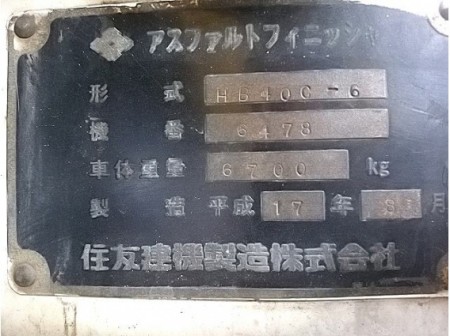 アスファルトフィニッシャ
形 式 HB40C-6
機 番 6478
車体重量 6700 kg
製 造 平成 17 年 8 月
住友建機製造株式会社